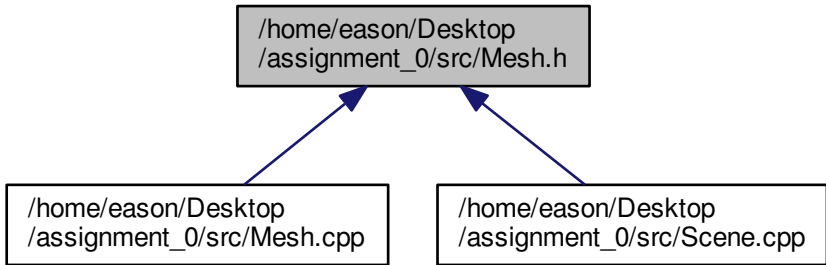 /home/eason/Desktop
/assignment_0/src/Mesh.h
/home/eason/Desktop
/assignment_0/src/Mesh.cpp
/home/eason/Desktop
/assignment_0/src/Scene.cpp